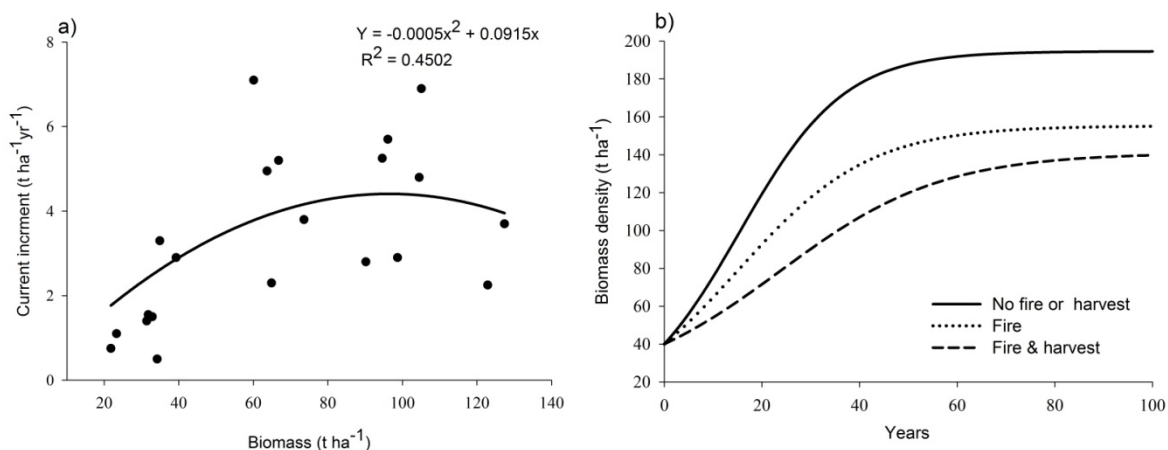 a)
Y = -0.0005x² + 0.0915x
R² = 0.4502
Current incrment (t ha⁻¹yr⁻¹)
8
6
4
2
0
20 40 60 80 100 120 140
Biomass (t ha⁻¹)
b)
Biomass density (t ha⁻¹)
200
180
160
140
120
100
80
60
40
20
No fire or harvest
Fire
Fire & harvest
0 20 40 60 80 100
Years